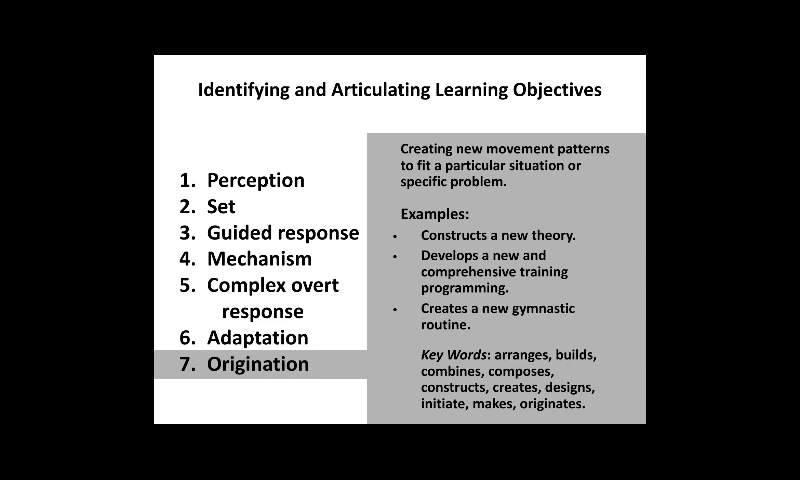 Identifying and Articulating Learning Objectives
1. Perception
2. Set
3. Guided response
4. Mechanism
5. Complex overt
response
6. Adaptation
7. Origination
Creating new movement patterns
to fit a particular situation or
specific problem.
Examples:
• Constructs a new theory.
• Develops a new and
comprehensive training
programming.
• Creates a new gymnastic
routine.
Key Words: arranges, builds,
combines, composes,
constructs, creates, designs,
initiate, makes, originates.